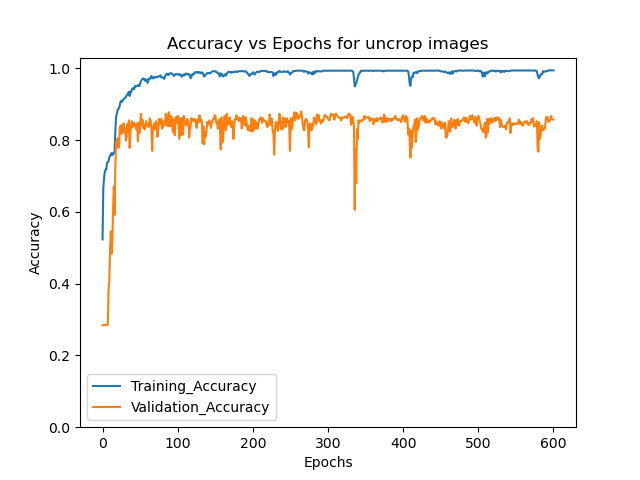 Accuracy vs Epochs for uncrop images
1.0
0.8
0.6
0.4
0.2
0.0
Accuracy
Training_Accuracy
Validation_Accuracy
0 100 200 300 400 500 600
Epochs